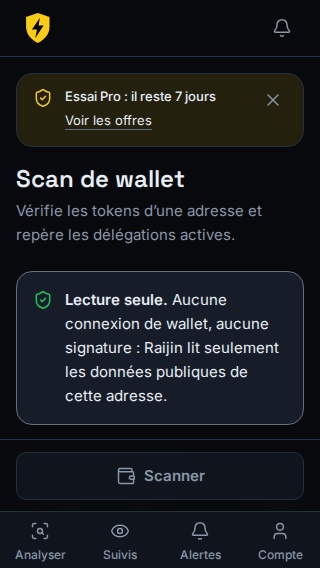 Essai Pro : il reste 7 jours
Voir les offres
Scan de wallet
Vérifie les tokens d’une adresse et
repère les délégations actives.
Lecture seule. Aucune
connexion de wallet, aucune
signature : Raijin lit seulement
les données publiques de
cette adresse.
Scanner
Analyser Suivis Alertes Compte